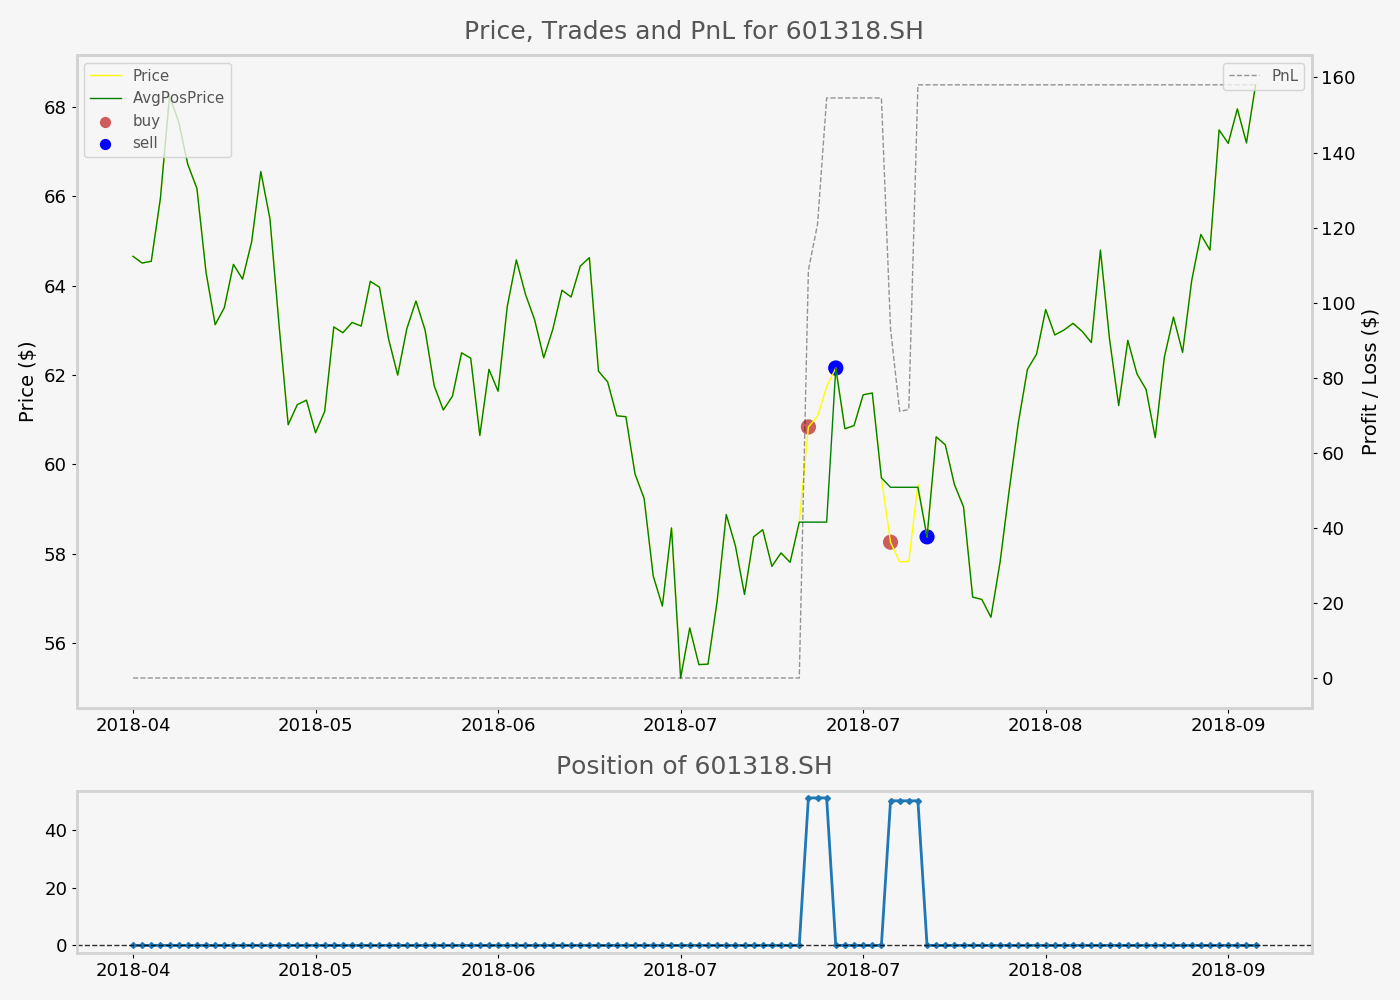 Price, Trades and PnL for 601318.SH
Price
AvgPosPrice
buy
sell
PnL
Price ($)
68
66
64
62
60
58
56
Profit / Loss ($)
160
140
120
100
80
60
40
20
0
2018-04 2018-05 2018-06 2018-07 2018-07 2018-08 2018-09
Position of 601318.SH
40
20
0
2018-04 2018-05 2018-06 2018-07 2018-07 2018-08 2018-09